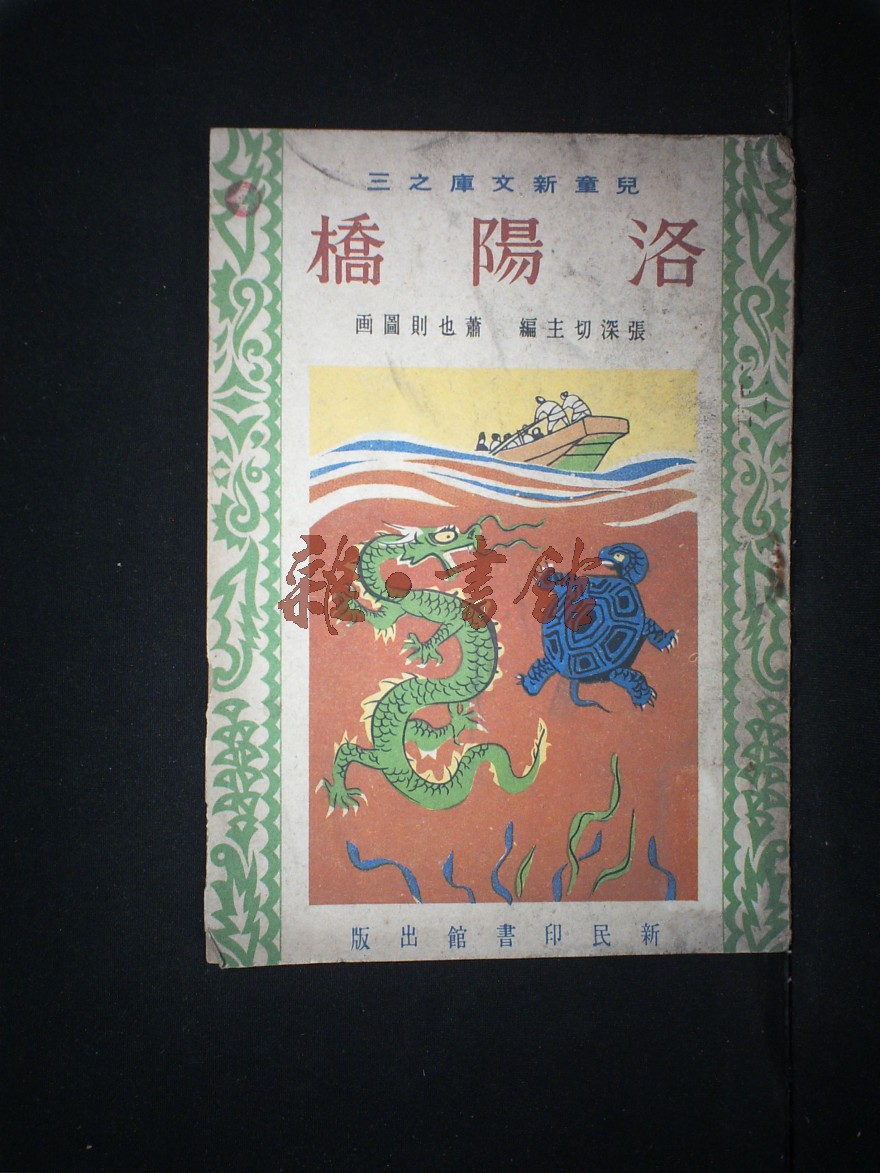 兒童新文庫之三
洛陽橋
張深切主編 蕭也則圖画
雜·書館
新民印書館出版